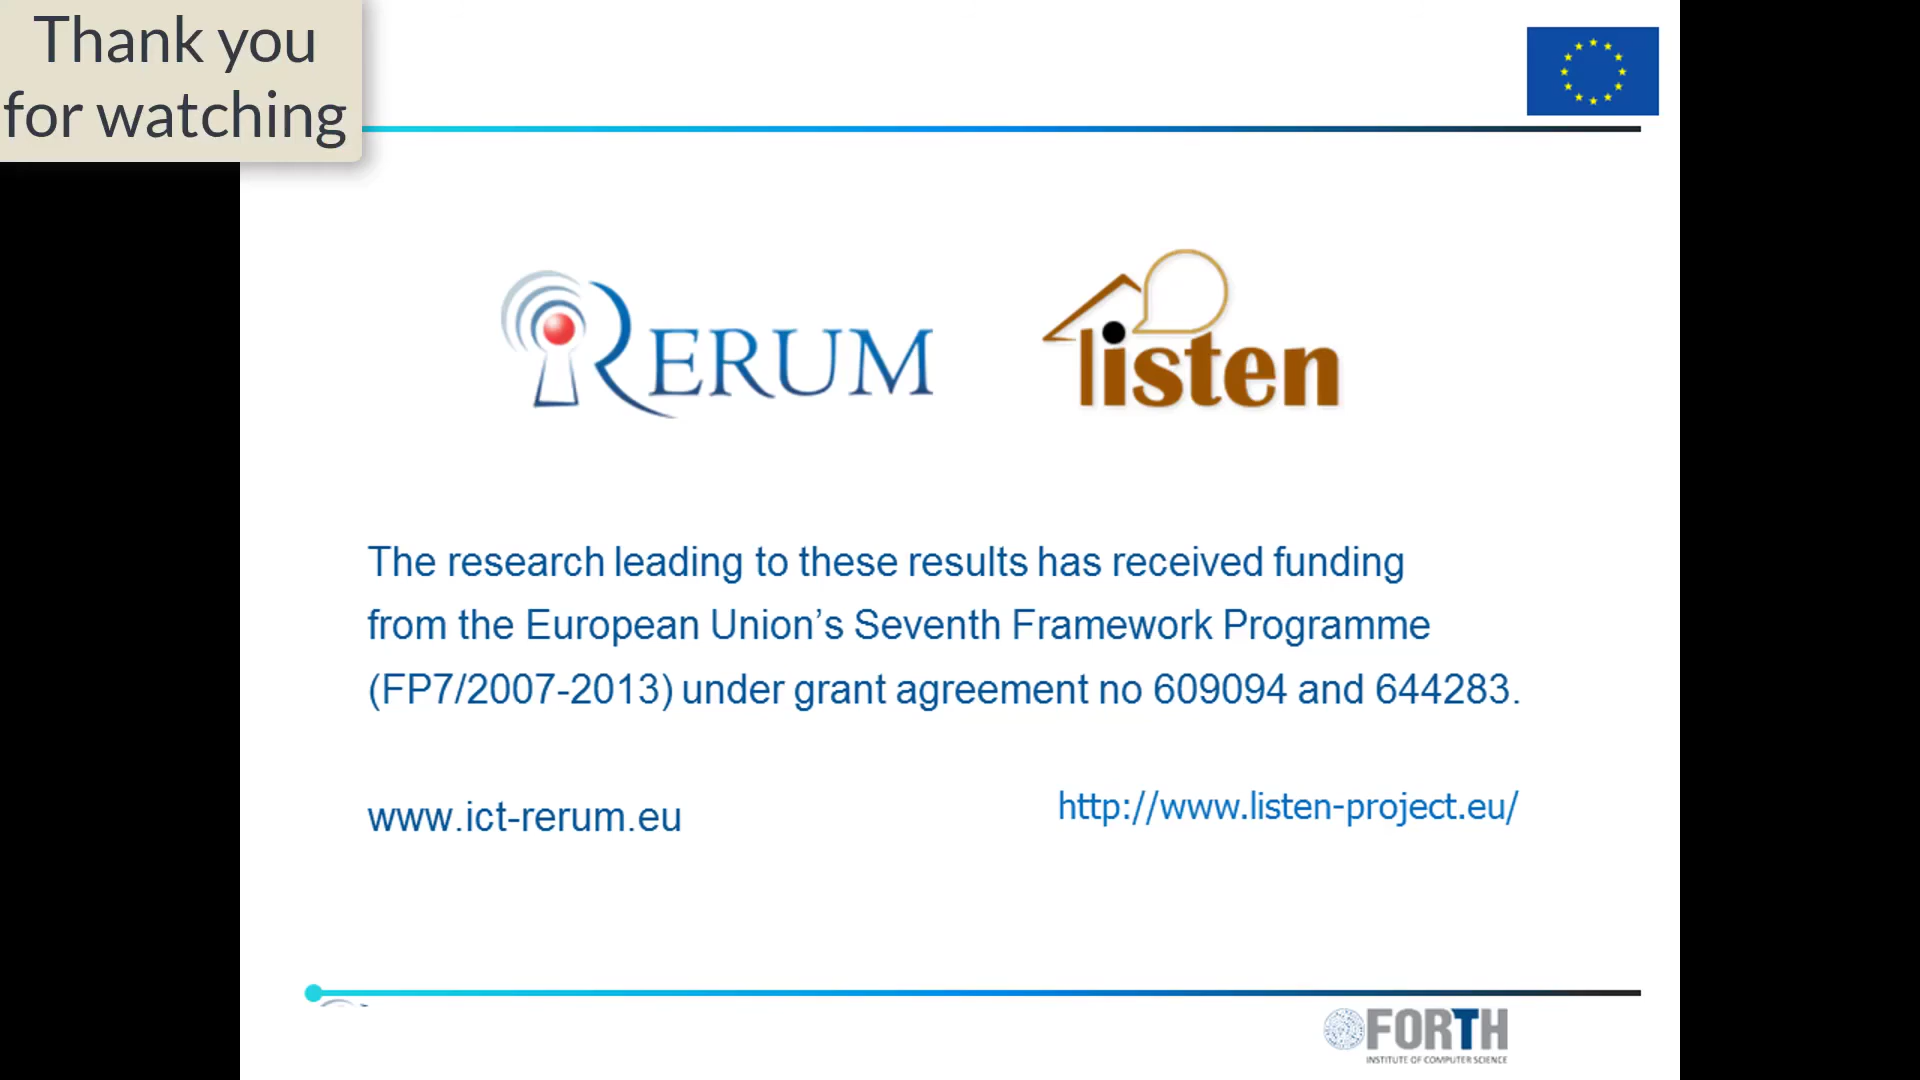 Thank you
for watching
RERUM
listen
The research leading to these results has received funding
from the European Union’s Seventh Framework Programme
(FP7/2007-2013) under grant agreement no 609094 and 644283.
www.ict-rerum.eu
http://www.listen-project.eu/
FORTH
INSTITUTE OF COMPUTER SCIENCE